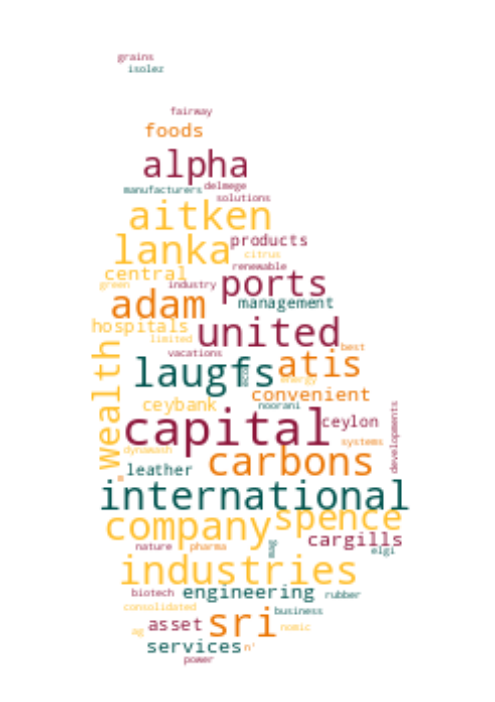 grains
isolez
fairway
foods
alpha
manufacturers delmege
solutions
aitken
lanka products
citrus
central renewable
green industry ports
adam management
hospitals united
limited
vacations best
wealth laugfs atis
eco energy
convenient
ceybank noorani
capital ceylon
developments
systems
dynawash
carbons
leather
international
company spence
cargills
nature pharma elgi
industries
biotech engineering rubber
consolidated business
asset sri nomic
ag
services n'
power